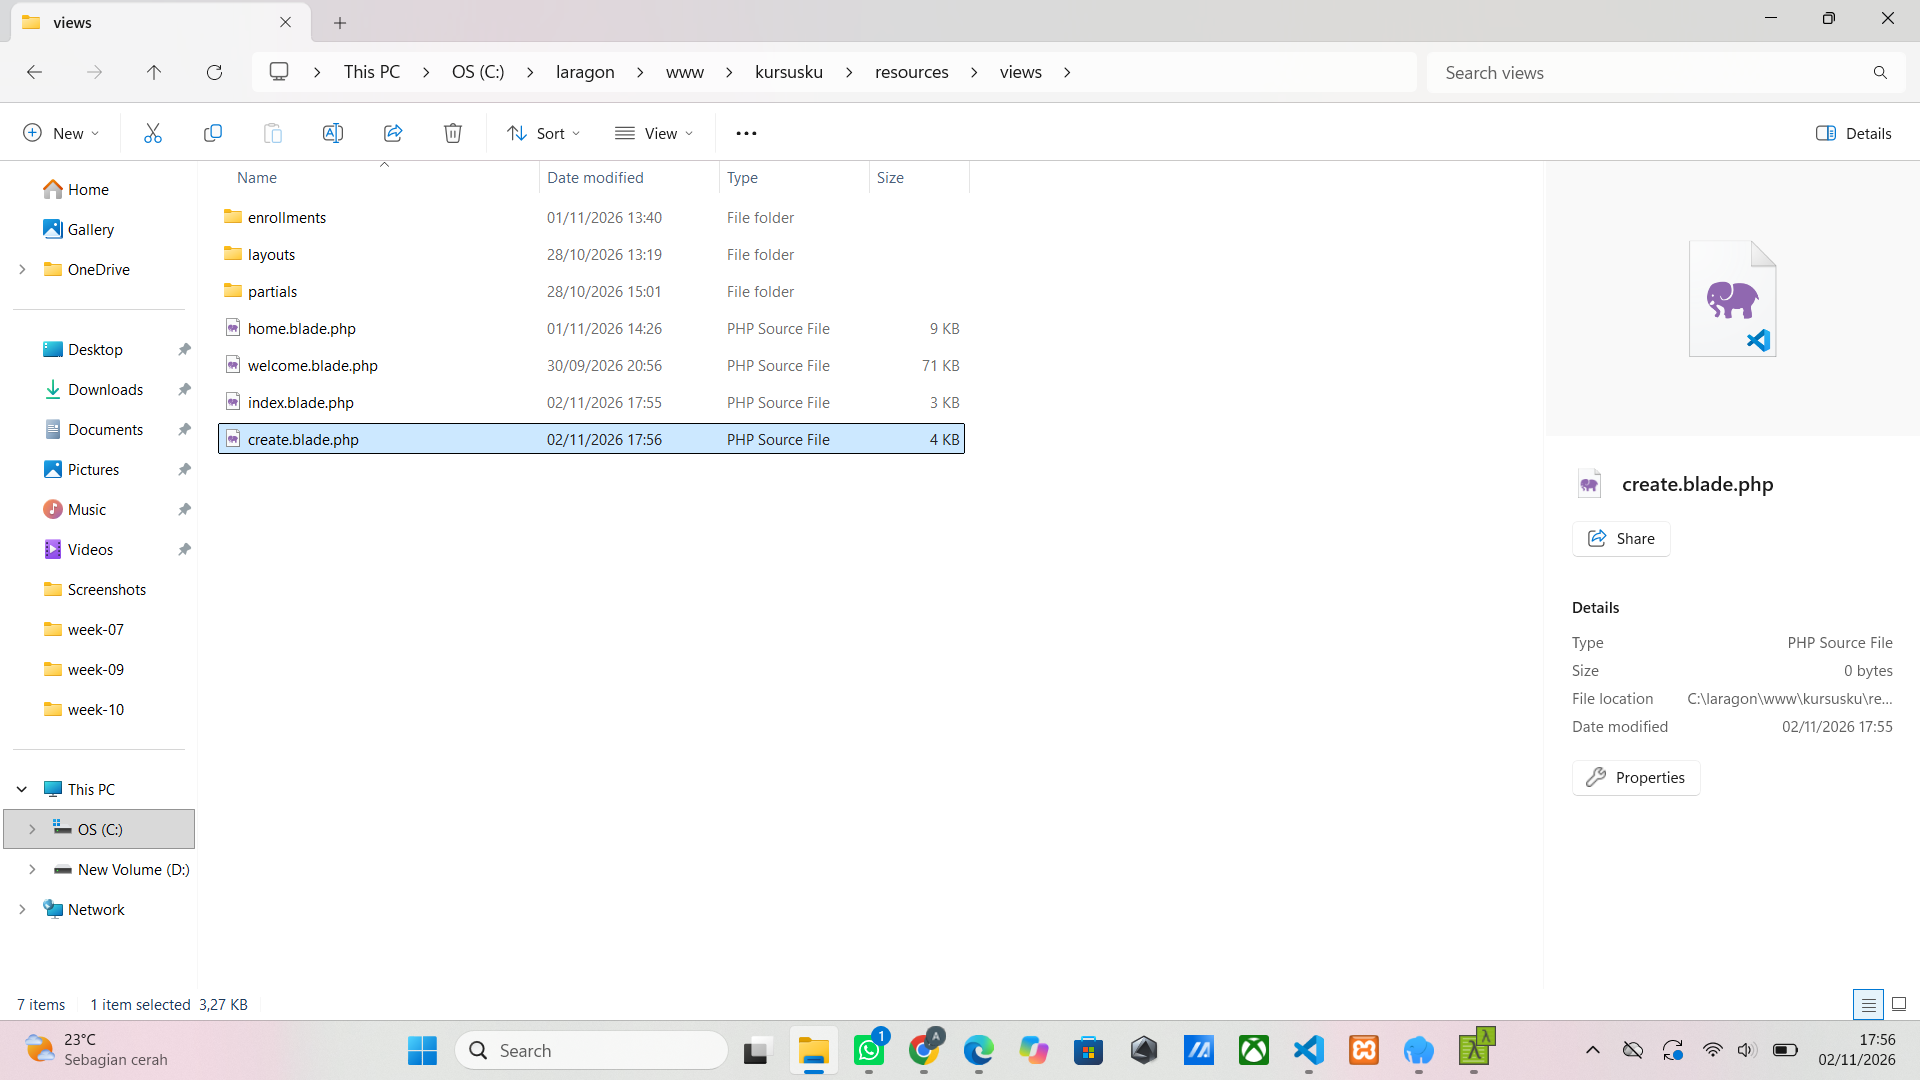 views
This PC
OS (C:)
laragon
www
kursusku
resources
views
Search views
New
Sort
View
Details
Home
Gallery
OneDrive
Desktop
Downloads
Documents
Pictures
Music
Videos
Screenshots
week-07
week-09
week-10
This PC
OS (C:)
New Volume (D:)
Network
Name Date modified Type Size
enrollments 01/11/2026 13:40 File folder
layouts 28/10/2026 13:19 File folder
partials 28/10/2026 15:01 File folder
home.blade.php 01/11/2026 14:26 PHP Source File 9 KB
welcome.blade.php 30/09/2026 20:56 PHP Source File 71 KB
index.blade.php 02/11/2026 17:55 PHP Source File 3 KB
create.blade.php 02/11/2026 17:56 PHP Source File 4 KB
create.blade.php
Share
Details
Type PHP Source File
Size 0 bytes
File location C:\laragon\www\kursusku\re...
Date modified 02/11/2026 17:55
Properties
7 items 1 item selected 3,27 KB
23°C
Sebagian cerah
Search
1
A
λ
λ
17:56
02/11/2026